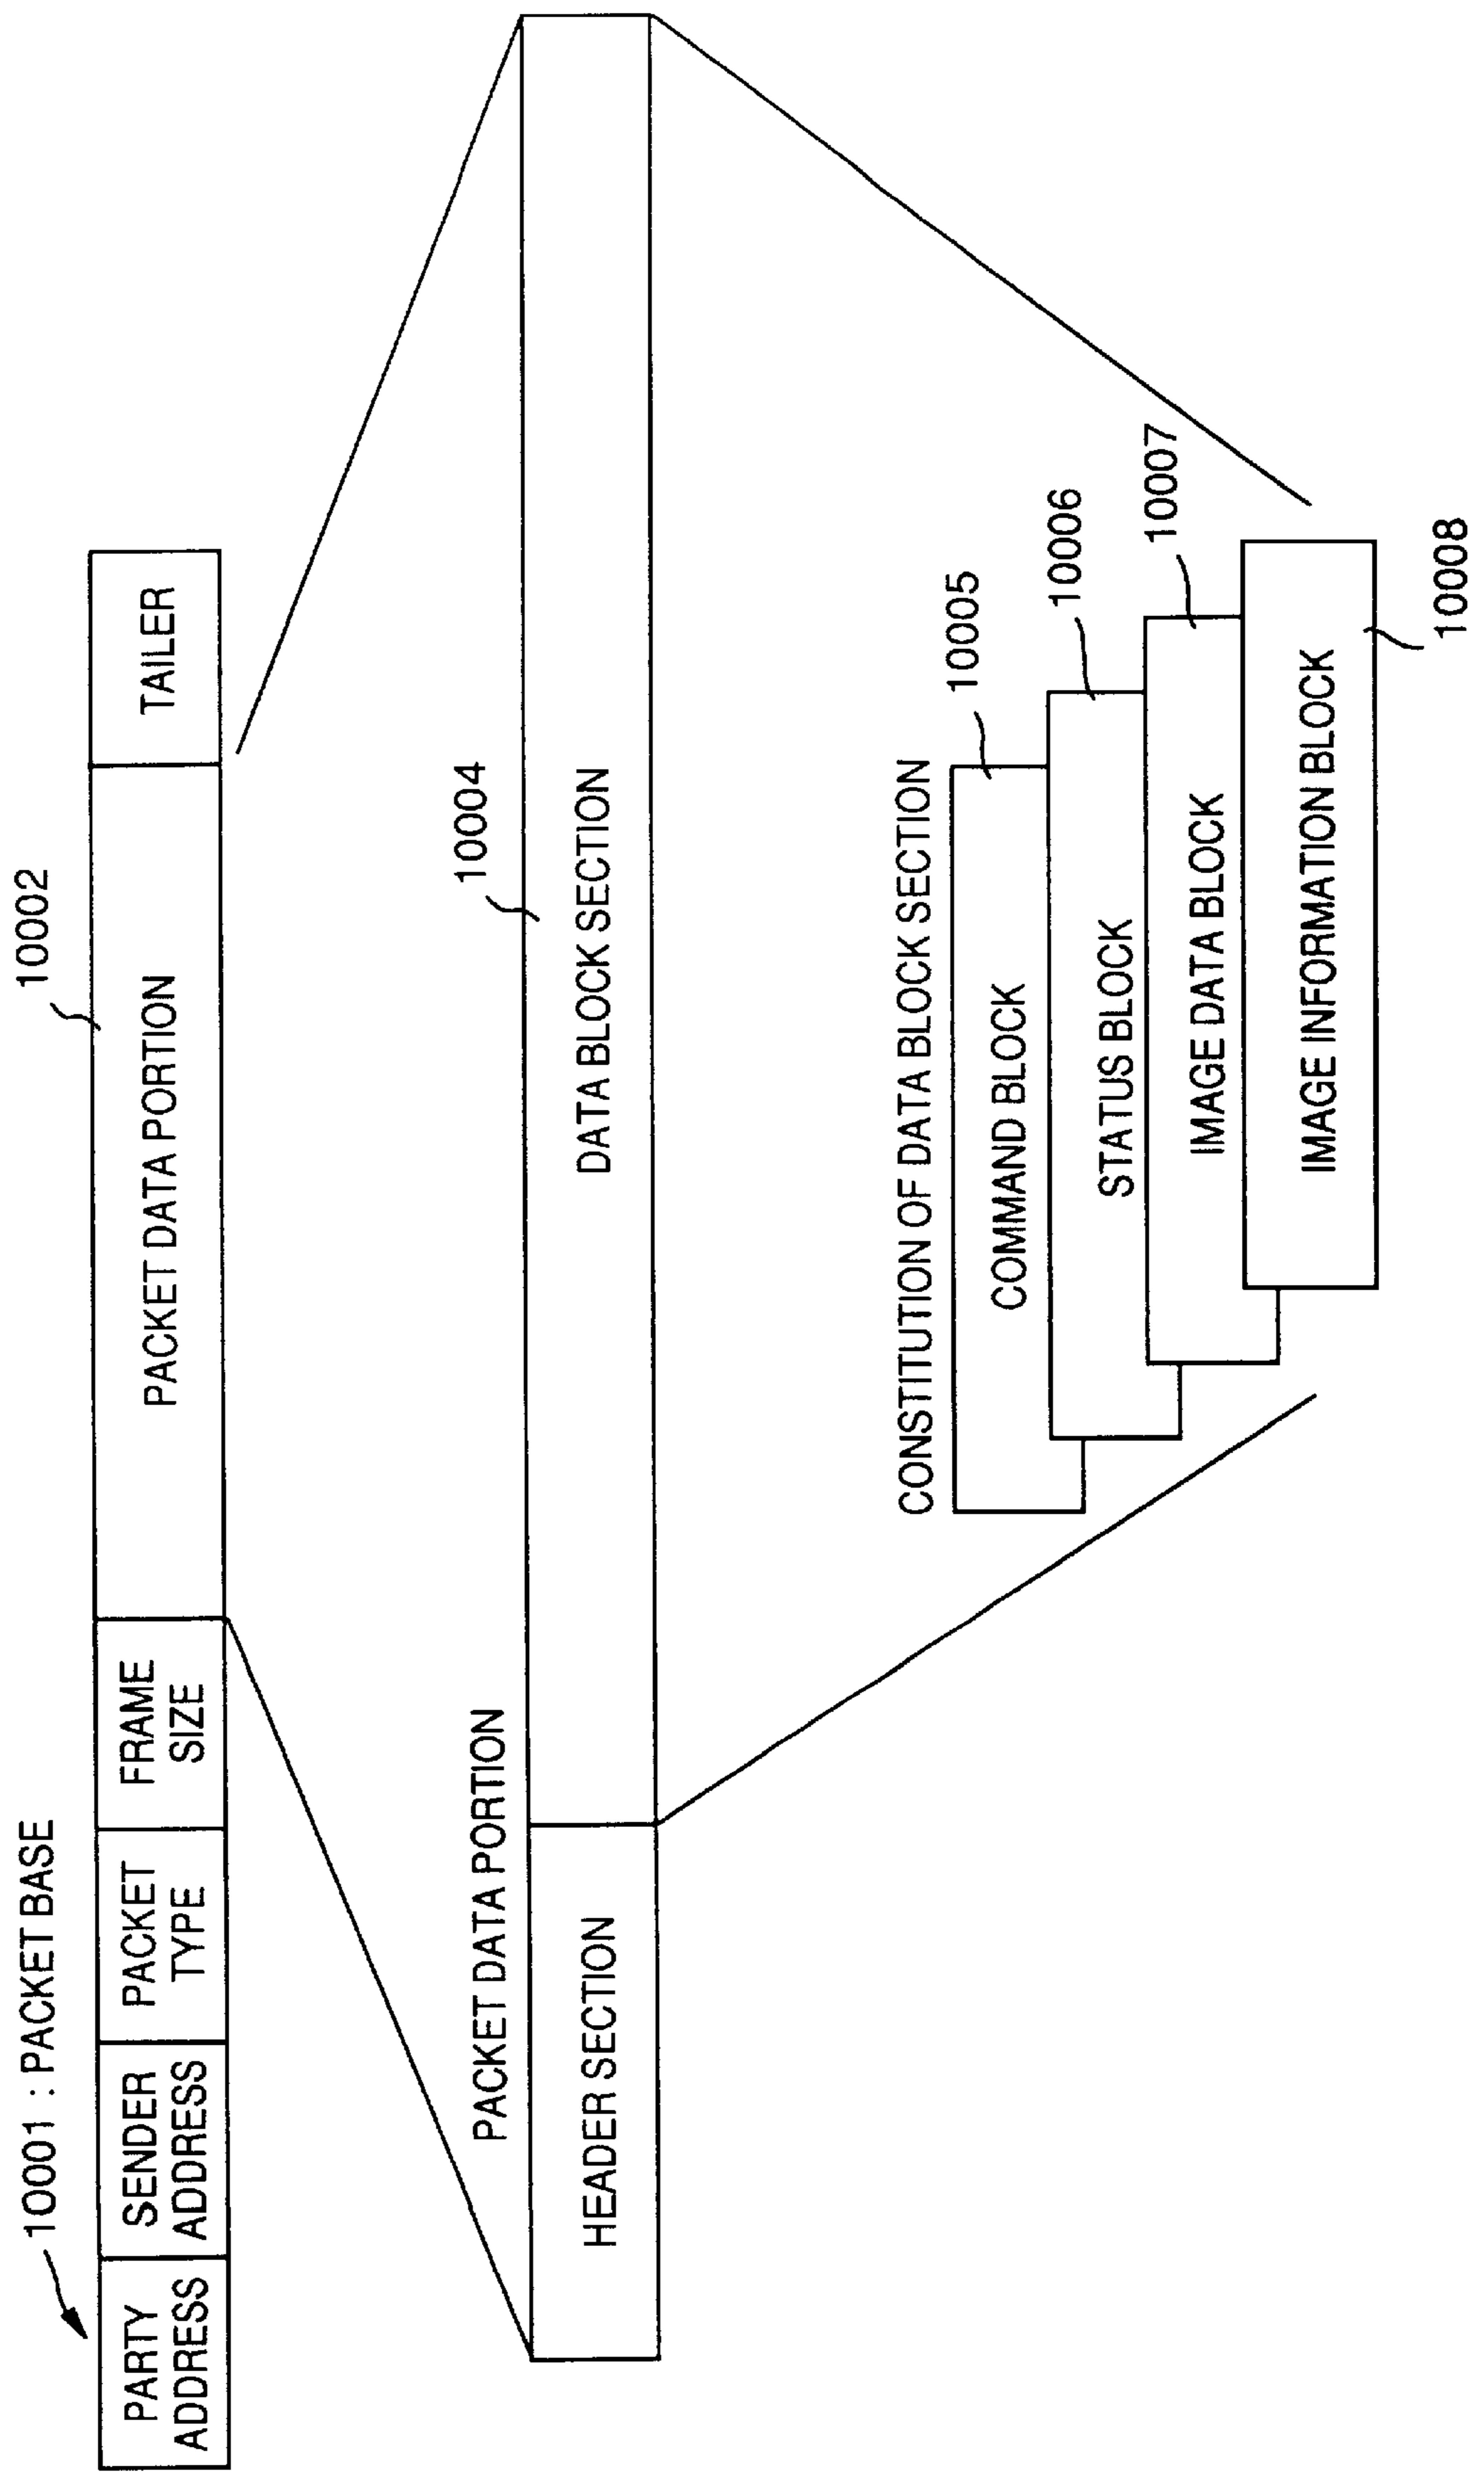 10001 : PACKET BASE
10002
PARTY
ADDRESS
SENDER
ADDRESS
PACKET
TYPE
FRAME
SIZE
PACKET DATA PORTION
TAILER
PACKET DATA PORTION
10004
HEADER SECTION
DATA BLOCK SECTION
CONSTITUTION OF DATA BLOCK SECTION
COMMAND BLOCK
10005
STATUS BLOCK
10006
IMAGE DATA BLOCK
10007
IMAGE INFORMATION BLOCK
10008